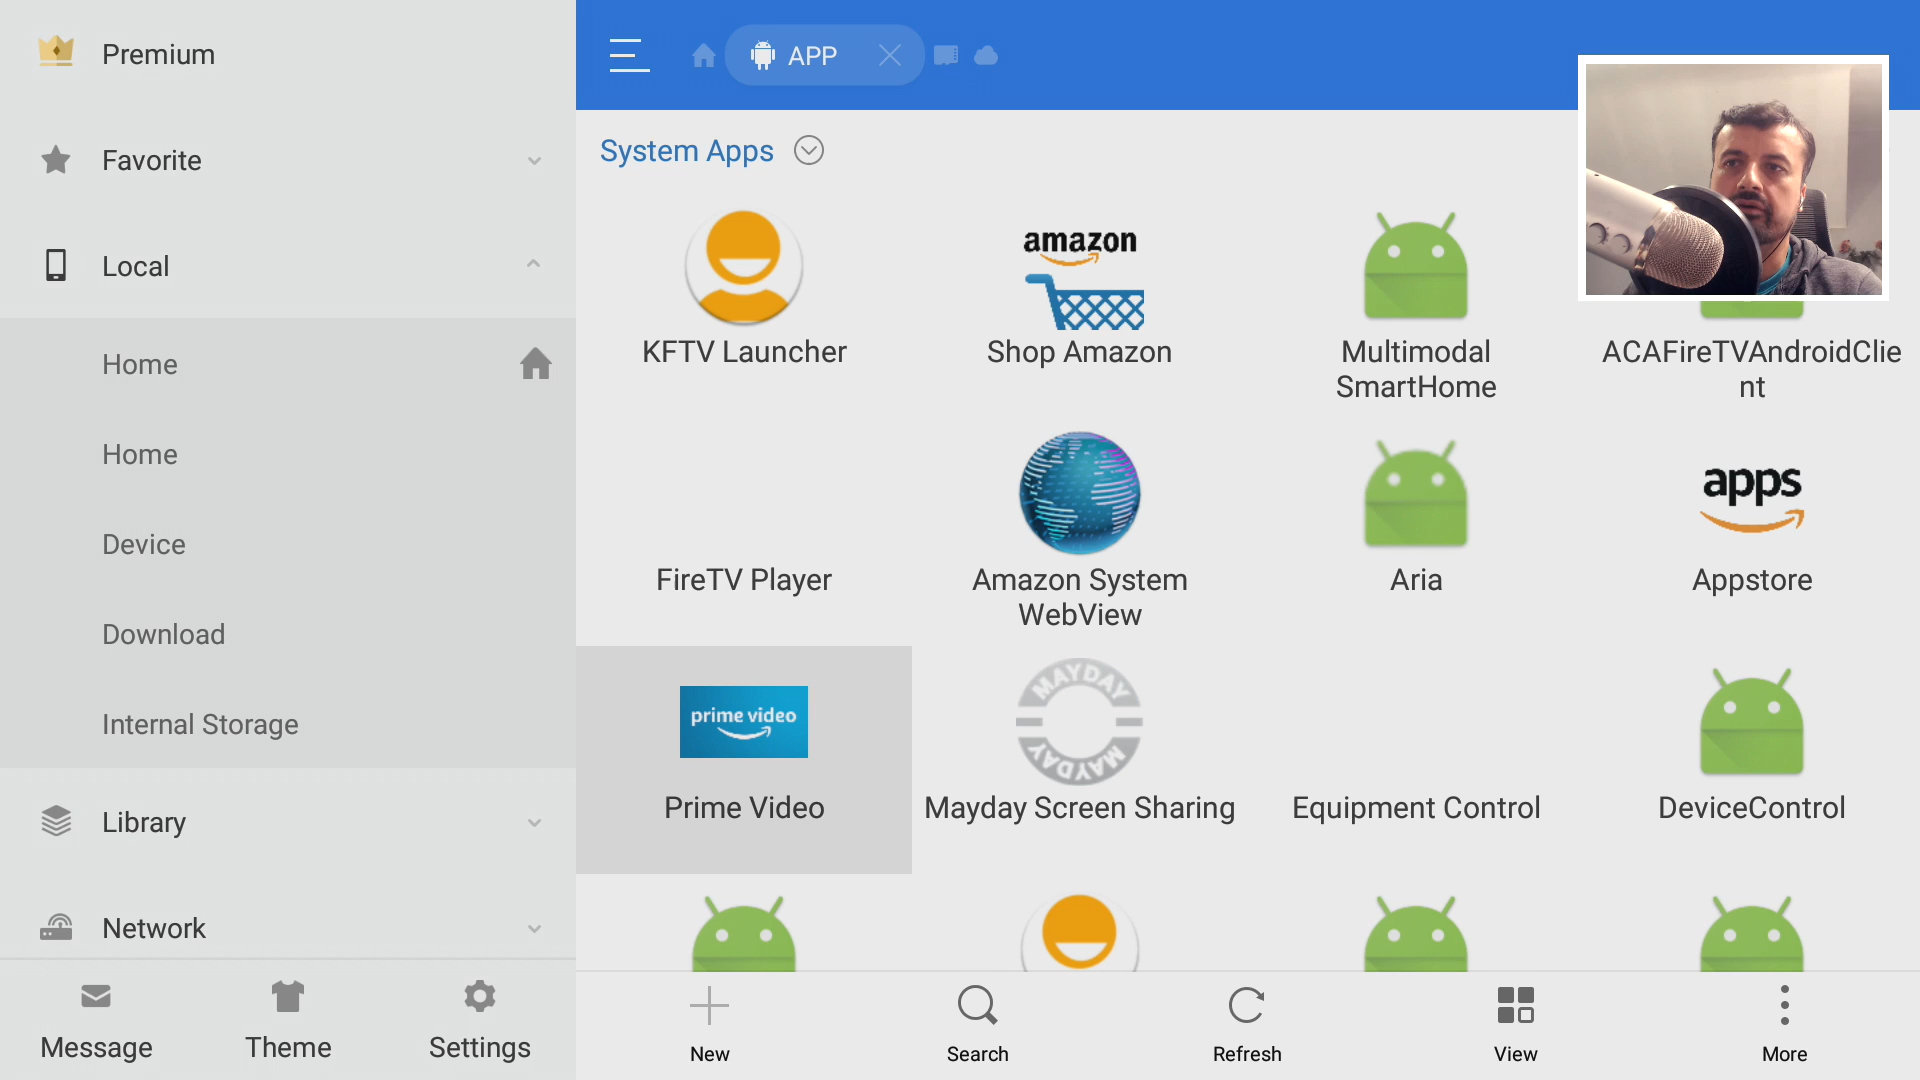 Premium
Favorite
Local
Home
Home
Device
Download
Internal Storage
Library
Network
Message
Theme
Settings
APP
System Apps
KFTV Launcher
amazon
Shop Amazon
Multimodal
SmartHome
ACAFireTVAndroidClie
nt
FireTV Player
Amazon System
WebView
Aria
apps
Appstore
prime video
Prime Video
MAYDAY
MAYDAY
Mayday Screen Sharing
Equipment Control
DeviceControl
New
Search
Refresh
View
More